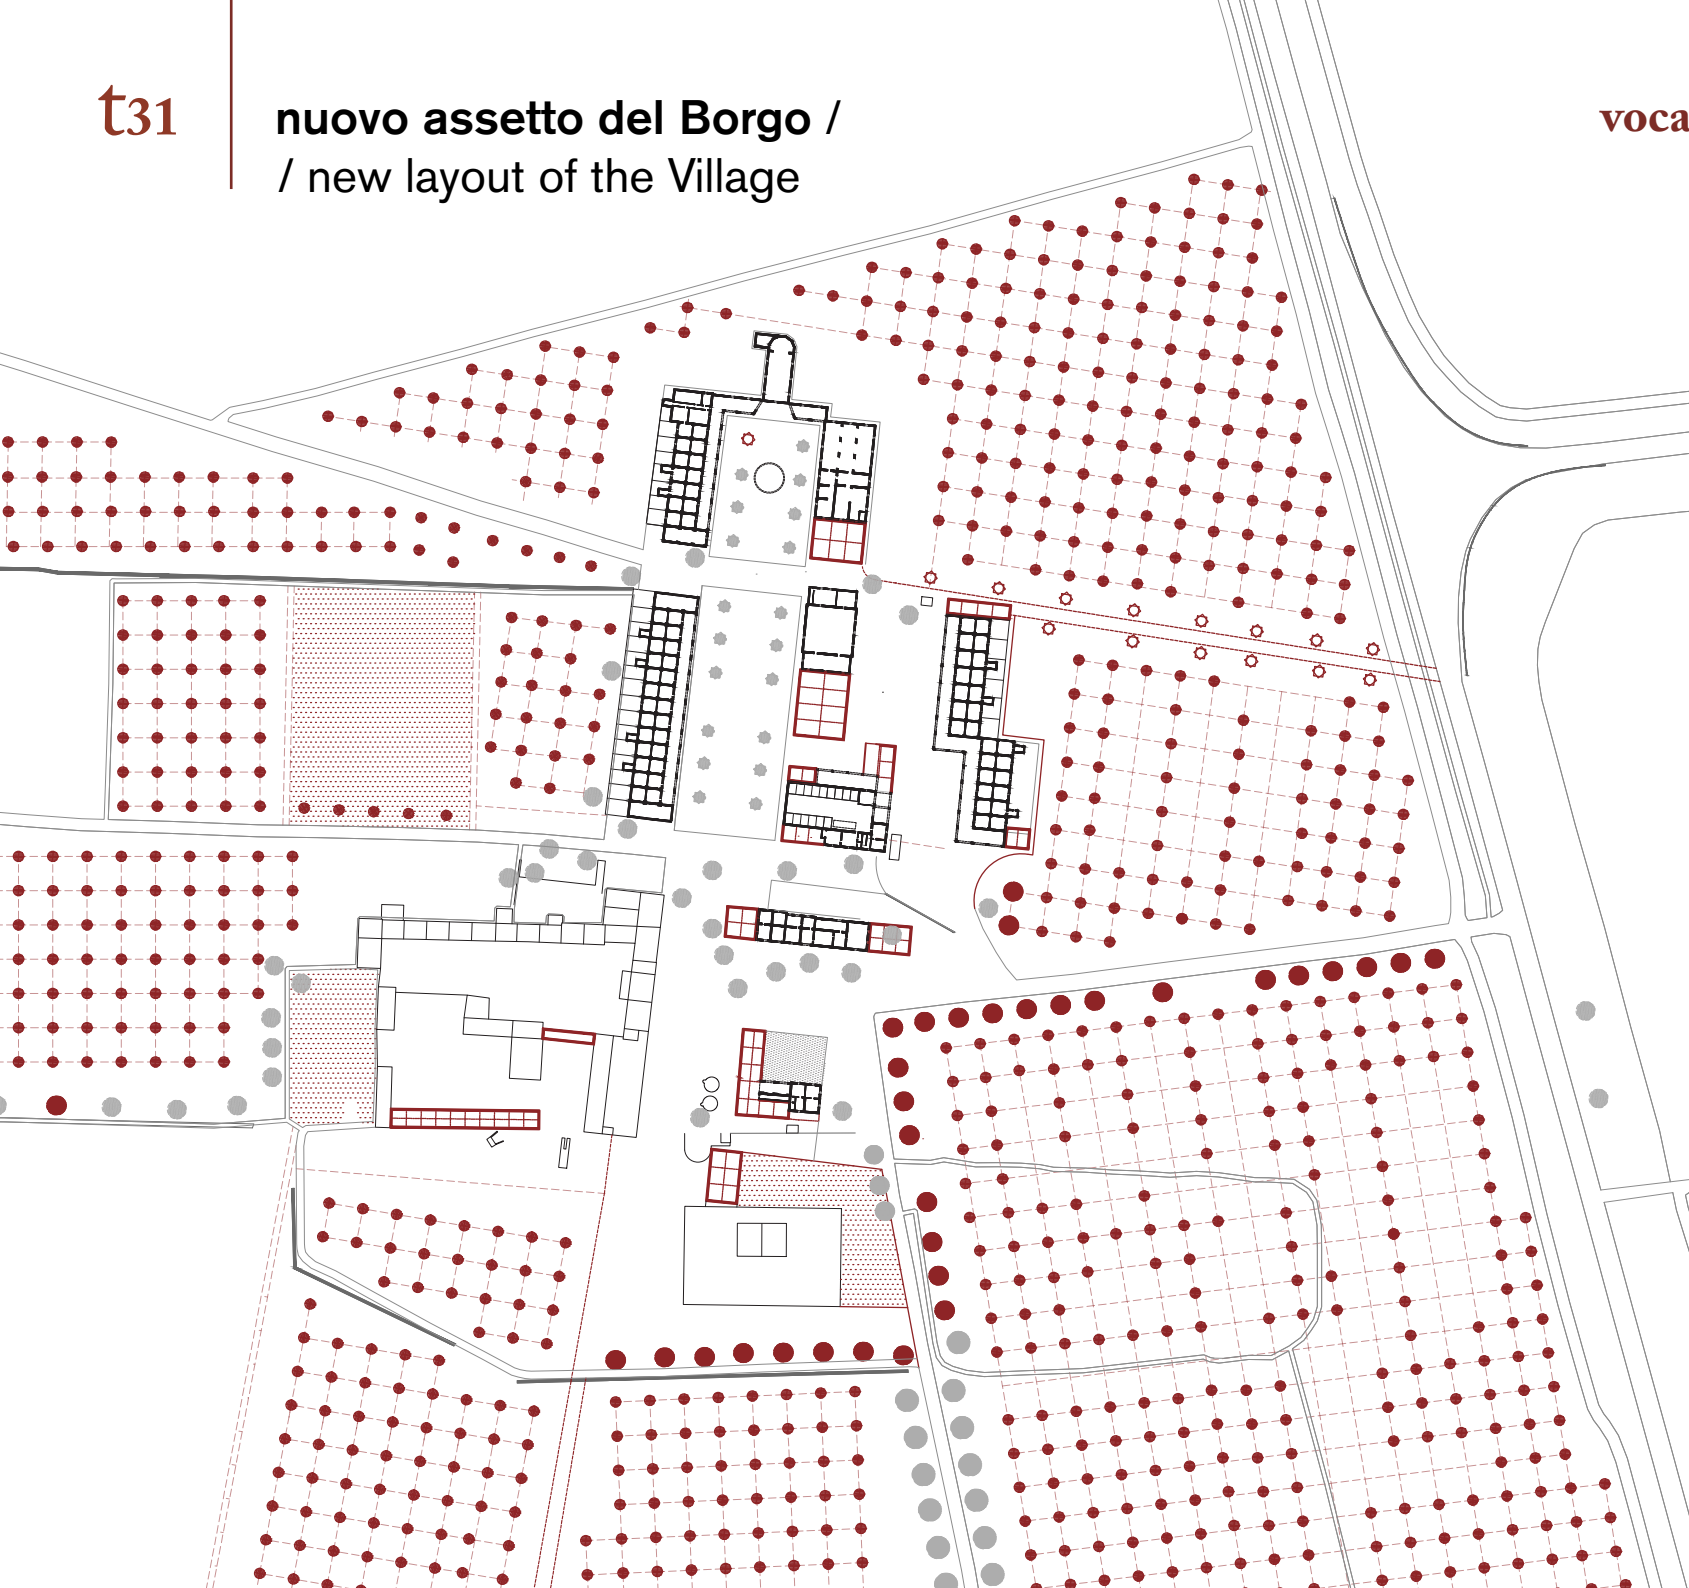 t31
nuovo assetto del Borgo /
/ new layout of the Village
voca